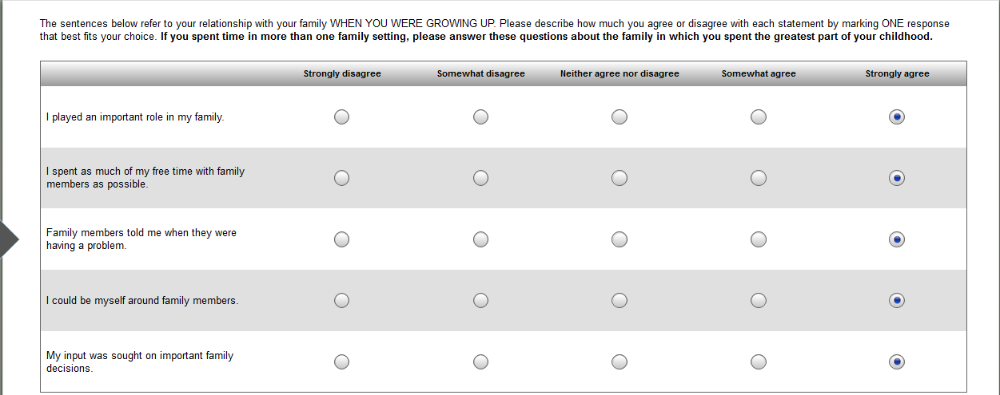 The sentences below refer to your relationship with your family WHEN YOU WERE GROWING UP. Please describe how much you agree or disagree with each statement by marking ONE response
that best fits your choice. If you spent time in more than one family setting, please answer these questions about the family in which you spent the greatest part of your childhood.
Strongly disagree Somewhat disagree Neither agree nor disagree Somewhat agree Strongly agree
I played an important role in my family.
I spent as much of my free time with family
members as possible.
Family members told me when they were
having a problem.
I could be myself around family members.
My input was sought on important family
decisions.